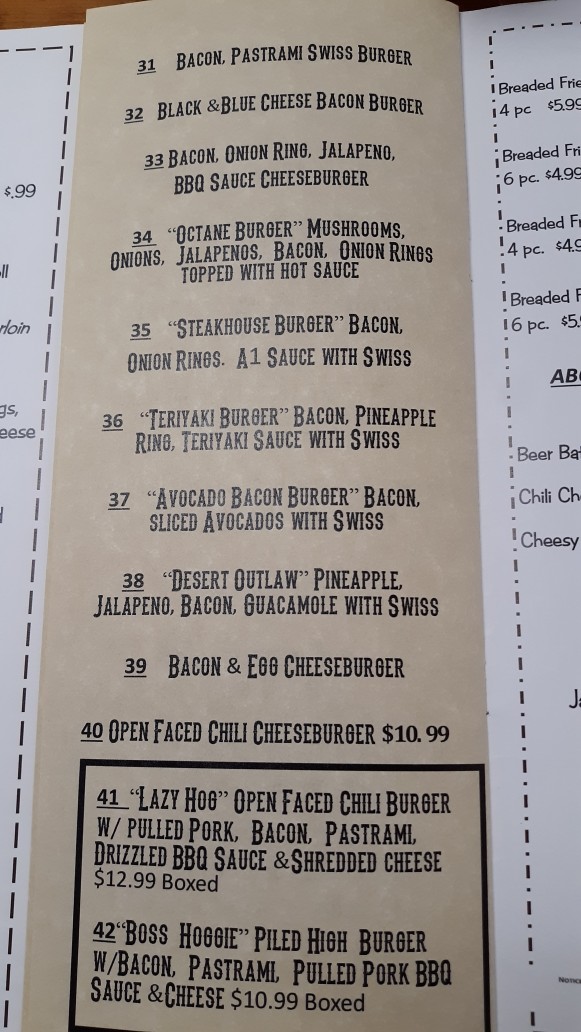 31 BACON, PASTRAMI SWISS BURGER
32 BLACK &BLUE CHEESE BACON BURGER
33 BACON, ONION RING, JALAPENO,
BBQ SAUCE CHEESEBURGER
34 "OCTANE BURGER" MUSHROOMS,
ONIONS, JALAPENOS, BACON, ONION RINGS
TOPPED WITH HOT SAUCE
35 "STEAKHOUSE BURGER" BACON,
ONION RINGS. A1 SAUCE WITH SWISS
36 "TERIYAKI BURGER" BACON, PINEAPPLE
RING, TERIYAKI SAUCE WITH SWISS
37 "AVOCADO BACON BURGER" BACON,
SLICED AVOCADOS WITH SWISS
38 "DESERT OUTLAW" PINEAPPLE,
JALAPENO, BACON, GUACAMOLE WITH SWISS
39 BACON & EGG CHEESEBURGER
40 OPEN FACED CHILI CHEESEBURGER $10.99
41 "LAZY HOG" OPEN FACED CHILI BURGER
W/ PULLED PORK, BACON, PASTRAMI,
DRIZZLED BBQ SAUCE &SHREDDED CHEESE
$12.99 Boxed
42"BOSS HOGGIE" PILED HIGH BURGER
W/BACON, PASTRAMI, PULLED PORK BBQ
SAUCE &CHEESE $10.99 Boxed
$.99
Breaded
4 pc $5.99
Breaded
6 pc. $4.99
Breaded
4 pc.
Breaded
6 pc.
Beer
Chili
Cheesy